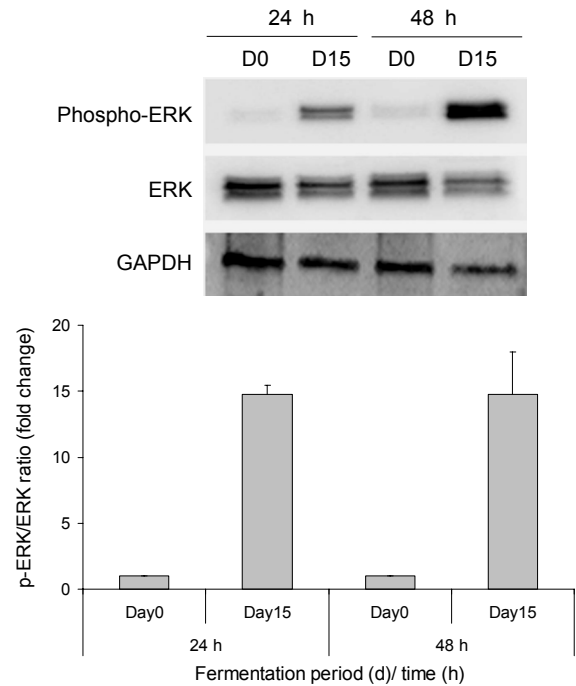 24 h 48 h
D0 D15 D0 D15
Phospho-ERK
ERK
GAPDH
p-ERK/ERK ratio (fold change)
20
15
10
5
0
Day0 Day15 Day0 Day15
24 h 48 h
Fermentation period (d)/ time (h)